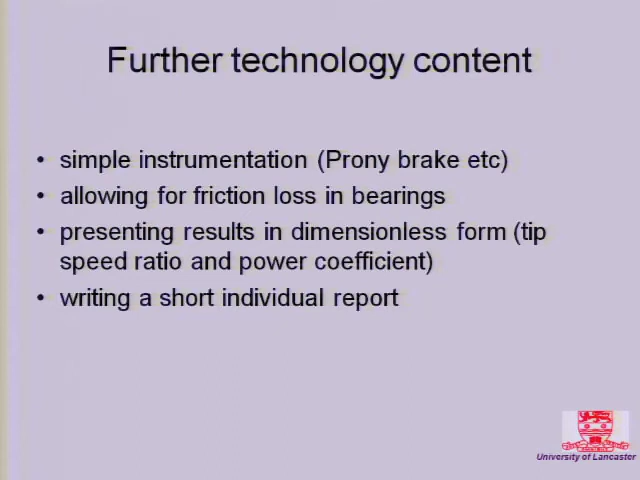 Further technology content
• simple instrumentation (Prony brake etc)
• allowing for friction loss in bearings
• presenting results in dimensionless form (tip
speed ratio and power coefficient)
• writing a short individual report
University of Lancaster